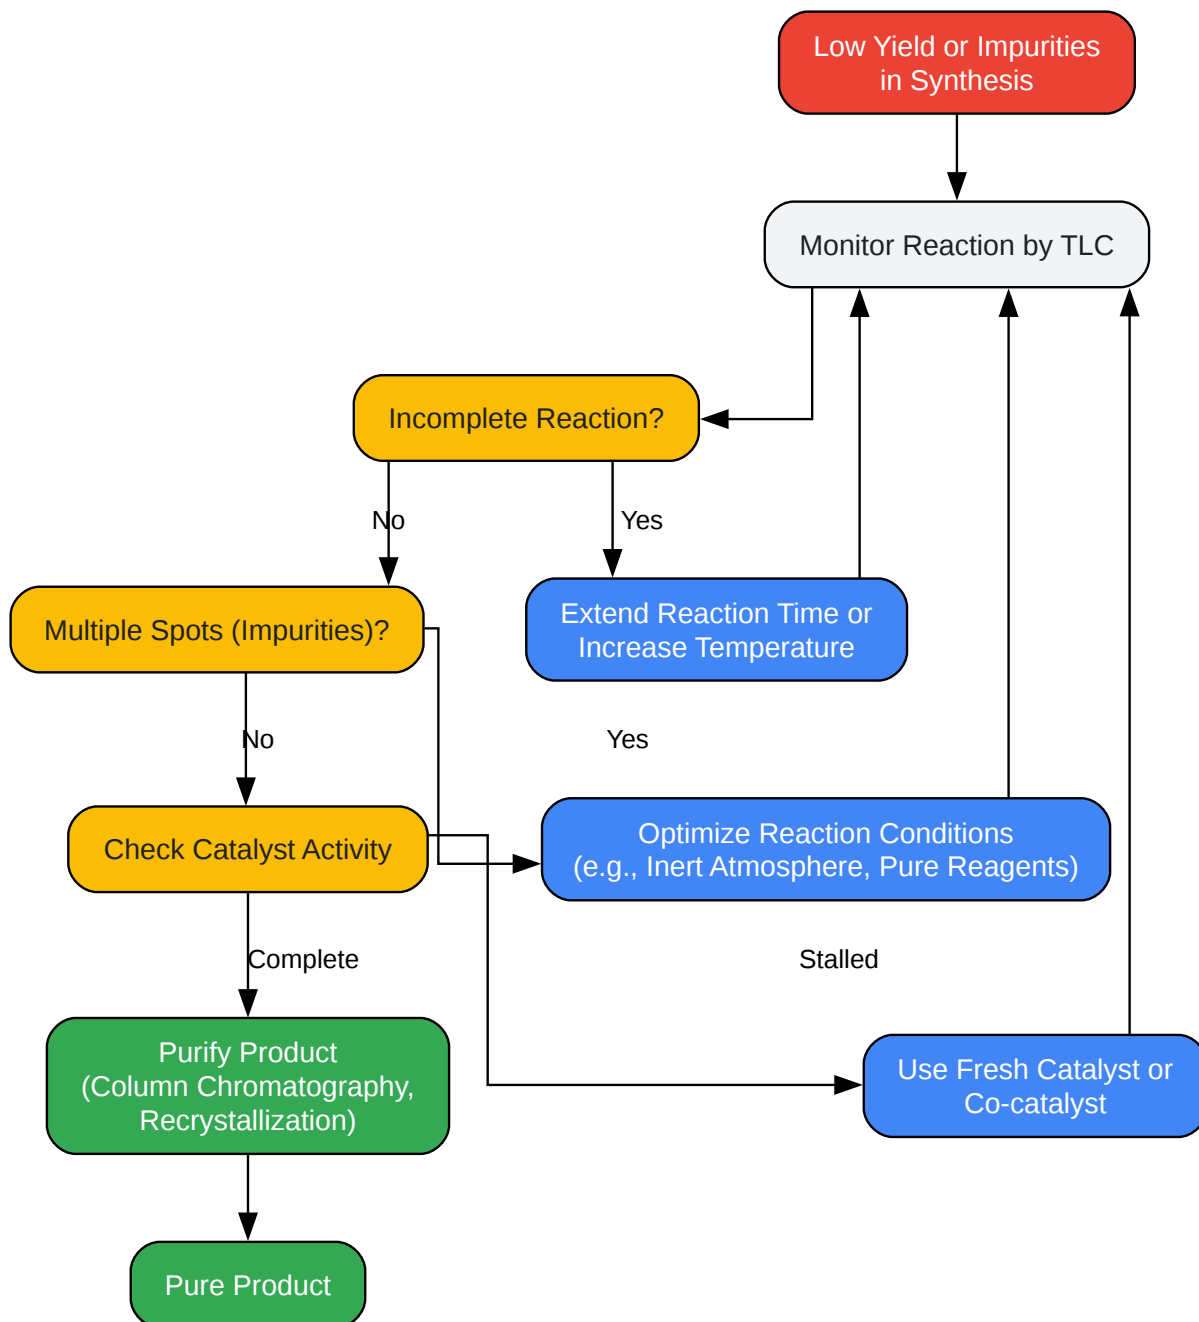 Low Yield or Impurities
in Synthesis
Monitor Reaction by TLC
Incomplete Reaction?
No
Yes
Extend Reaction Time or
Increase Temperature
Multiple Spots (Impurities)?
No
Yes
Optimize Reaction Conditions
(e.g., Inert Atmosphere, Pure Reagents)
Check Catalyst Activity
Complete
Stalled
Purify Product
(Column Chromatography,
Recrystallization)
Use Fresh Catalyst or
Co-catalyst
Pure Product